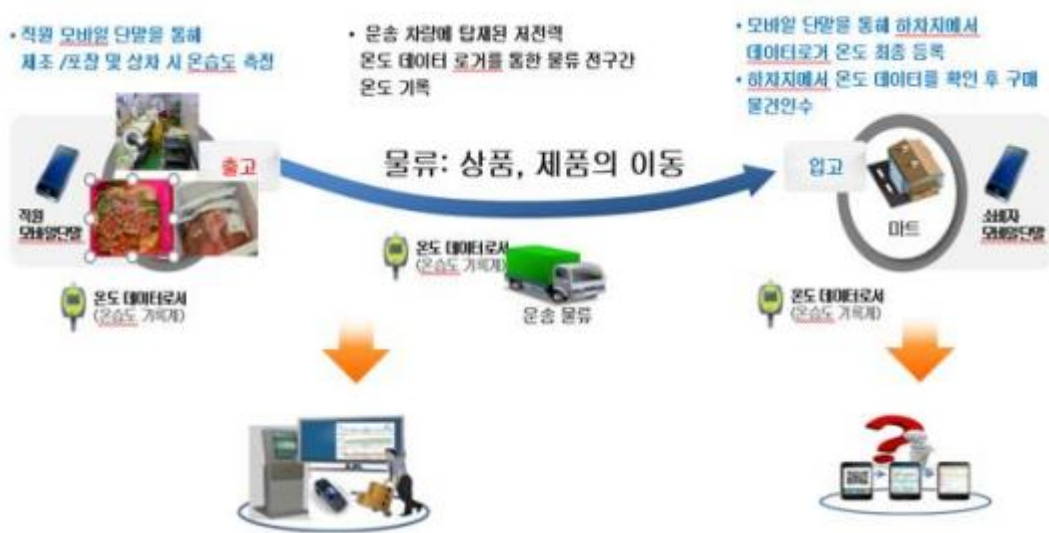 • 직원 모바일 단말을 통해
제조 /포장 및 상차 시 온습도 측정
• 운송 차량에 탑재된 저전력
온도 데이터 로거를 통한 물류 전구간
온도 기록
• 모바일 단말을 통해 하차지에서
데이터로거 온도 최종 등록
• 하차지에서 온도 데이터를 확인 후 구매
물건인수
출고
물류: 상품, 제품의 이동
입고
직원
모바일단말
마트
소비자
모바일단말
온도 데이터로서
(온습도 기록계)
온도 데이터로서
(온습도 기록계)
운송 물류
온도 데이터로서
(온습도 기록계)